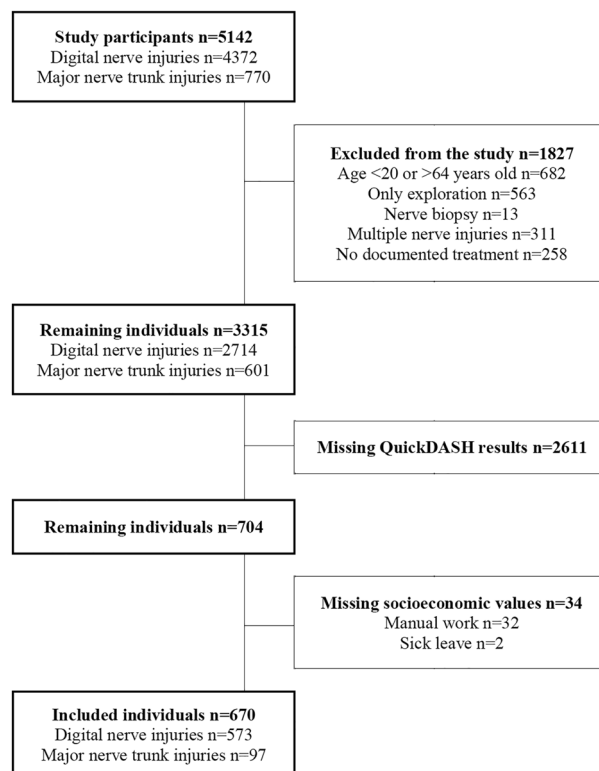 Study participants n=5142
Digital nerve injuries n=4372
Major nerve trunk injuries n=770
Excluded from the study n=1827
Age <20 or >64 years old n=682
Only exploration n=563
Nerve biopsy n=13
Multiple nerve injuries n=311
No documented treatment n=258
Remaining individuals n=3315
Digital nerve injuries n=2714
Major nerve trunk injuries n=601
Missing QuickDASH results n=2611
Remaining individuals n=704
Missing socioeconomic values n=34
Manual work n=32
Sick leave n=2
Included individuals n=670
Digital nerve injuries n=573
Major nerve trunk injuries n=97